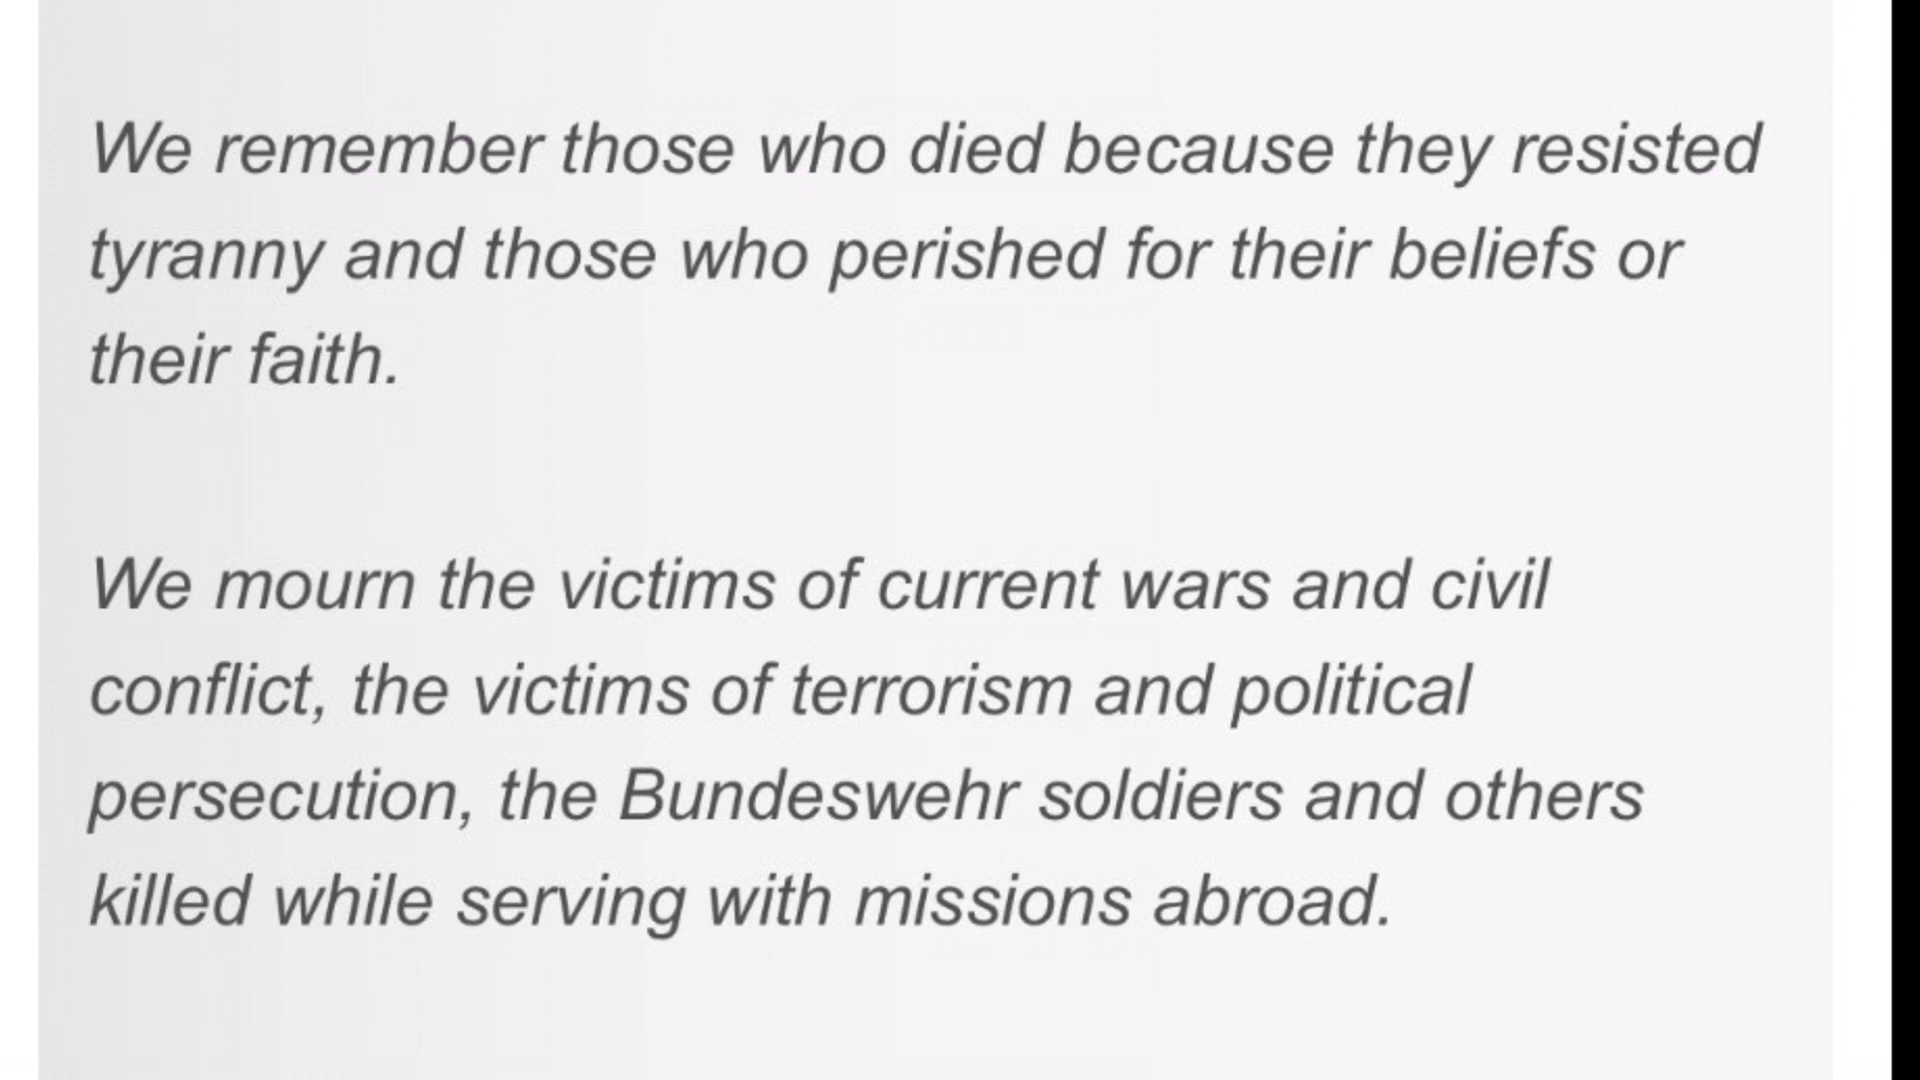 We remember those who died because they resisted
tyranny and those who perished for their beliefs or
their faith.
We mourn the victims of current wars and civil
conflict, the victims of terrorism and political
persecution, the Bundeswehr soldiers and others
killed while serving with missions abroad.